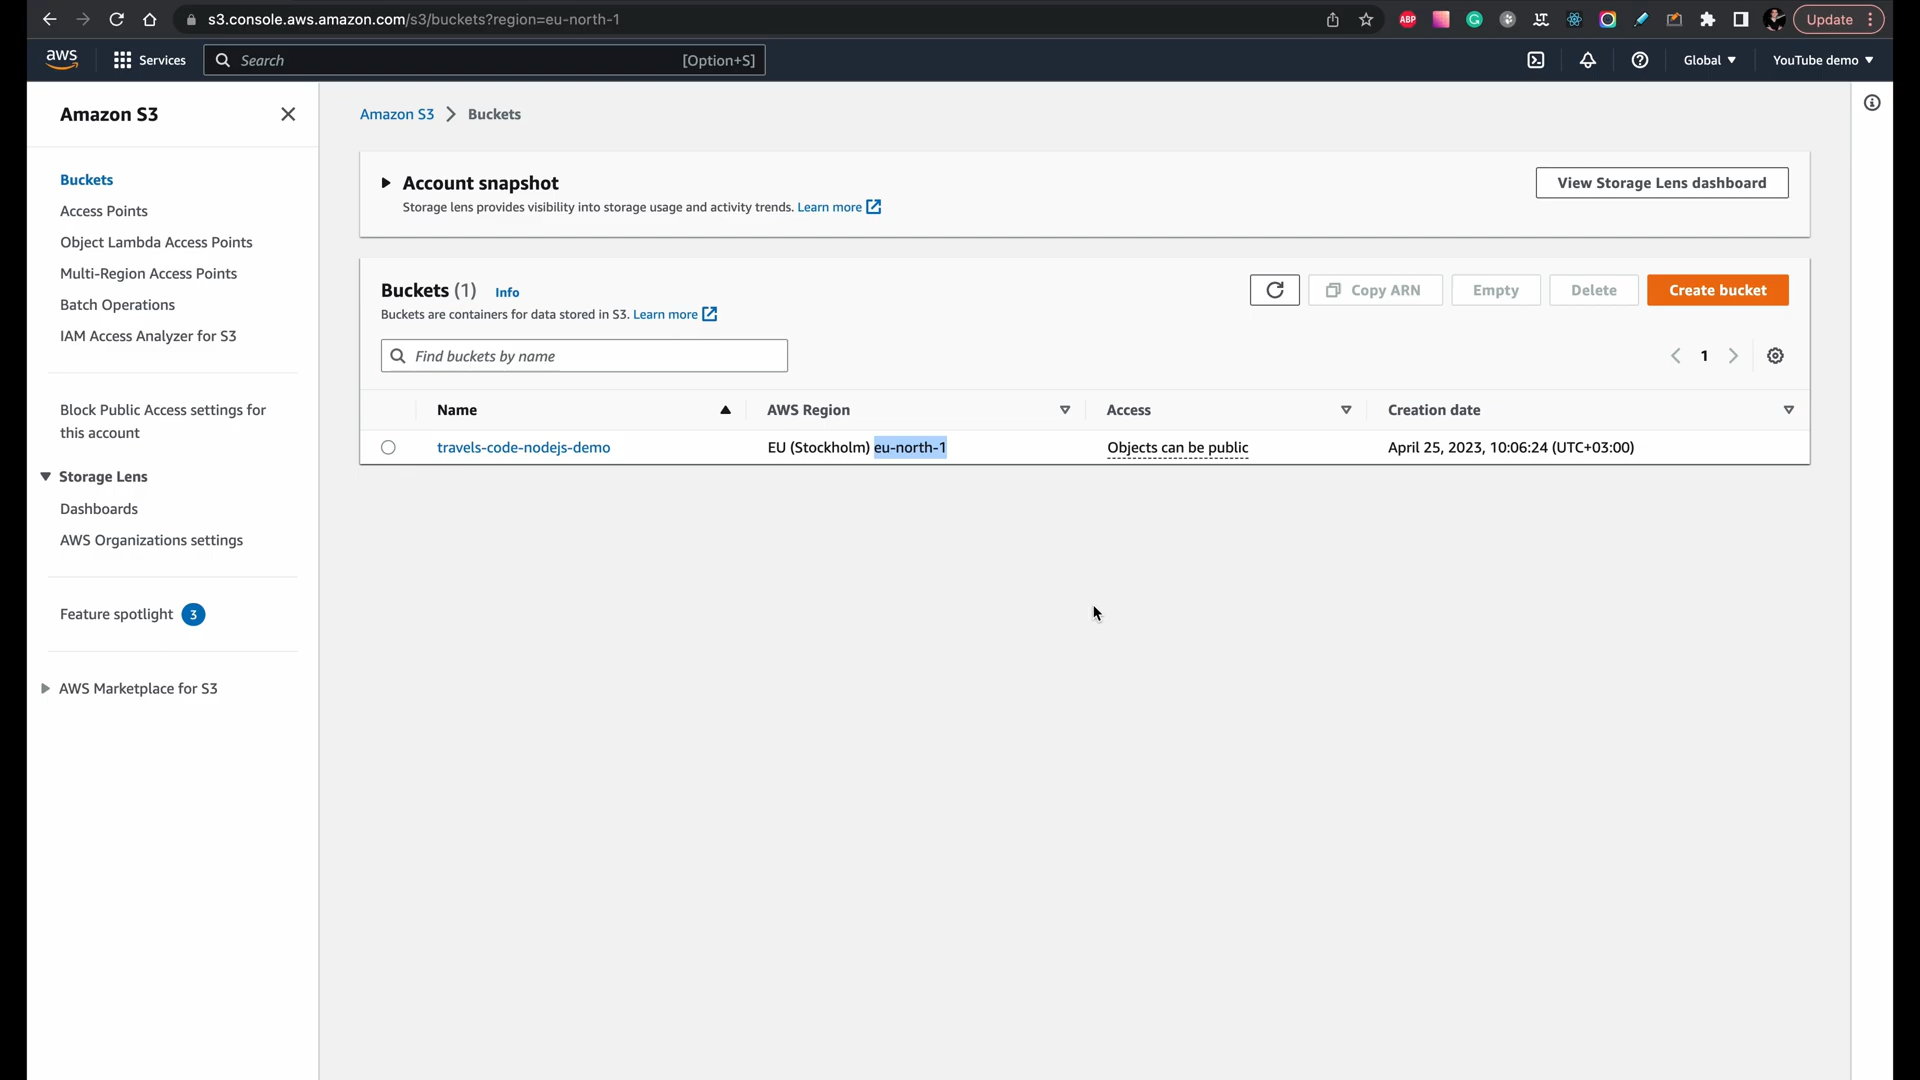 s3.console.aws.amazon.com/s3/buckets?region=eu-north-1
ABP
Update
aws
Services
Search
[Option+S]
Global
YouTube demo
Amazon S3
Buckets
Access Points
Object Lambda Access Points
Multi-Region Access Points
Batch Operations
IAM Access Analyzer for S3
Block Public Access settings for
this account
Storage Lens
Dashboards
AWS Organizations settings
Feature spotlight 3
AWS Marketplace for S3
Amazon S3 > Buckets
Account snapshot
Storage lens provides visibility into storage usage and activity trends. Learn more
View Storage Lens dashboard
Buckets (1) Info
Buckets are containers for data stored in S3. Learn more
Copy ARN
Empty
Delete
Create bucket
Find buckets by name
1
Name AWS Region Access Creation date
travels-code-nodejs-demo EU (Stockholm) eu-north-1 Objects can be public April 25, 2023, 10:06:24 (UTC+03:00)